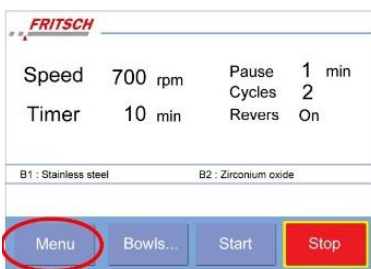 FRITSCH
Speed 700 rpm Pause 1 min
Cycles 2
Timer 10 min Revers On
B1 : Stainless steel B2 : Zirconium oxide
Menu Bowls... Start Stop